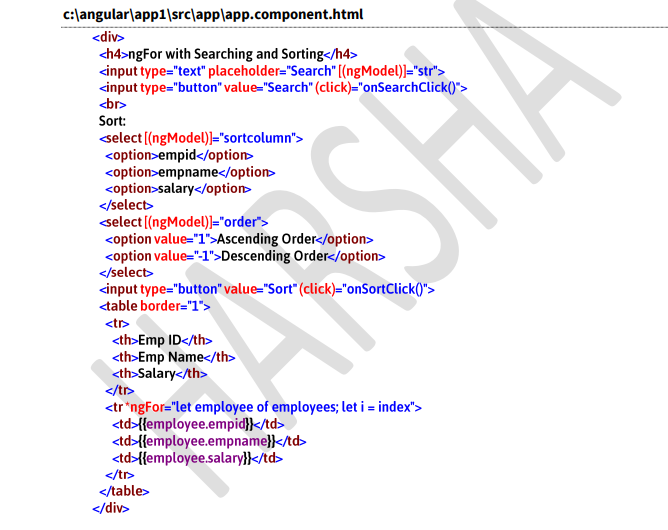 c:\angular\app1\src\app\app.component.html
<div>
<h4>ngFor with Searching and Sorting</h4>
<input type="text" placeholder="Search" [(ngModel)]="str">
<input type="button" value="Search" (click)="onSearchClick()">
<br>
Sort:
<select [(ngModel)]="sortcolumn">
<option>empid</option>
<option>empname</option>
<option>salary</option>
</select>
<select [(ngModel)]="order">
<option value="1">Ascending Order</option>
<option value="-1">Descending Order</option>
</select>
<input type="button" value="Sort" (click)="onSortClick()">
<table border="1">
<tr>
<th>Emp ID</th>
<th>Emp Name</th>
<th>Salary</th>
</tr>
<tr *ngFor="let employee of employees; let i = index">
<td>{{employee.empid}}</td>
<td>{{employee.empname}}</td>
<td>{{employee.salary}}</td>
</tr>
</table>
</div>
HARSHA